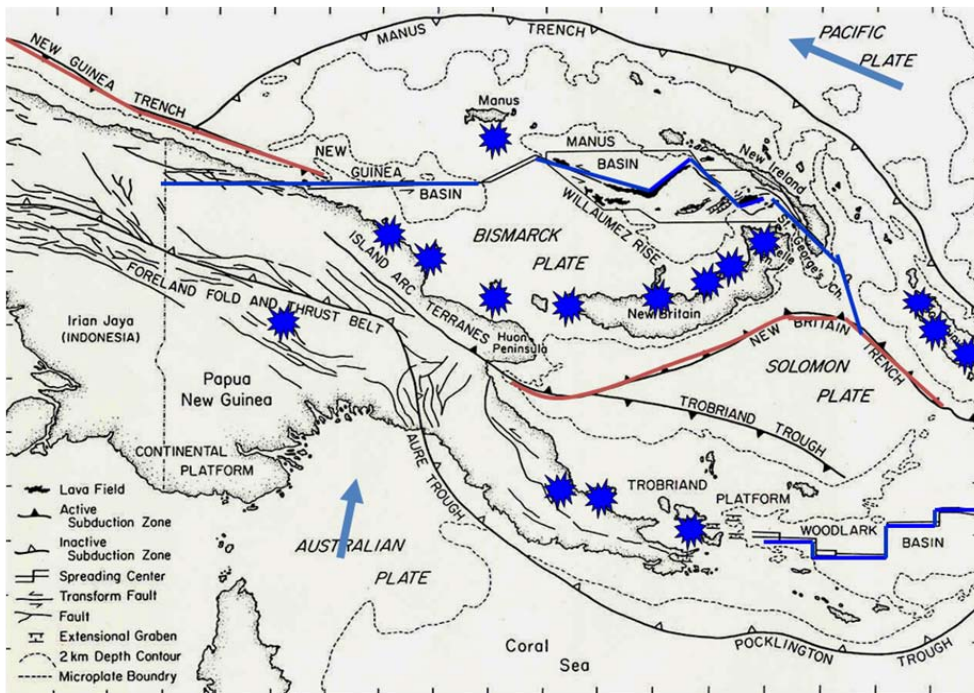 MANUS TRENCH
PACIFIC
PLATE
NEW
GUINEA
TRENCH
Manus
MANUS
BASIN
NEW
GUINEA
BASIN
New Ireland
WILLAUMEZ RISE
St. George's Ch.
BISMARCK
PLATE
ISLAND ARC
TERRANES
FORELAND FOLD AND THRUST BELT
New Britain
Huon
Peninsula
NEW BRITAIN TRENCH
Irian Jaya
(INDONESIA)
SOLOMON
PLATE
Papua
New Guinea
TROBRIAND
TROUGH
CONTINENTAL
PLATFORM
AURE
TROUGH
TROBRIAND PLATFORM
WOODLARK
BASIN
AUSTRALIAN
PLATE
Coral
Sea
POCKLINGTON
TROUGH
Lava Field
Active
Subduction Zone
Inactive
Subduction Zone
Spreading Center
Transform Fault
Fault
Extensional Graben
2 km Depth Contour
Microplate Boundry